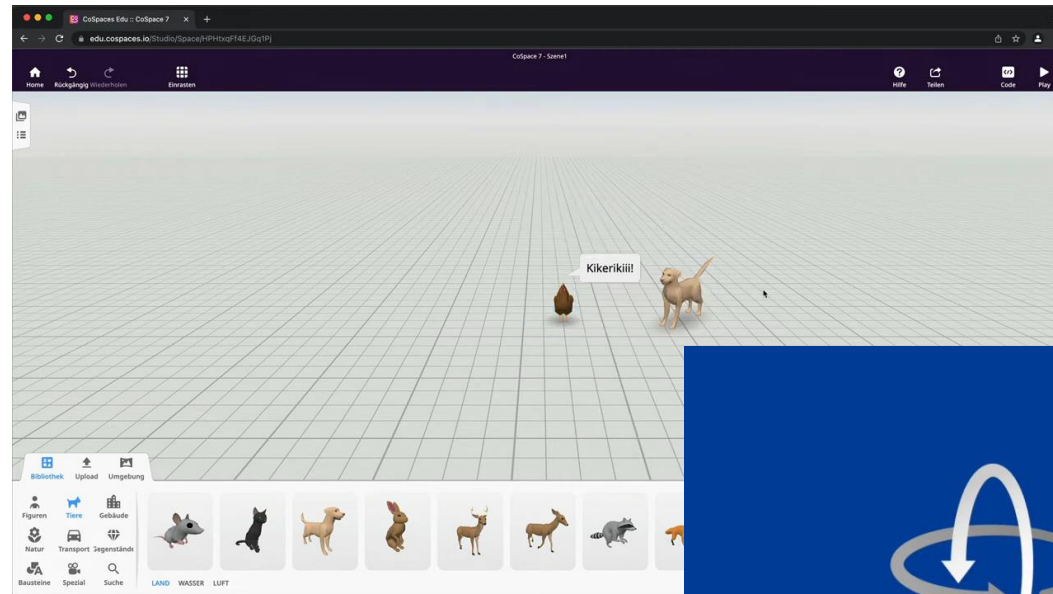 CoSpaces Edu :: CoSpace 7
edu.cospaces.io/Studio/Space/HPHtxqFf4EJGq1Pj
CoSpace 7 - Szene1
Home Rückgängig Wiederholen Einrasten Hilfe Teilen Code Play
Kikerikiii!
Bibliothek Upload Umgebung
Figuren Tiere Gebäude
Natur Transport Gegenstände
Bausteine Spezial Suche
LAND WASSER LUFT